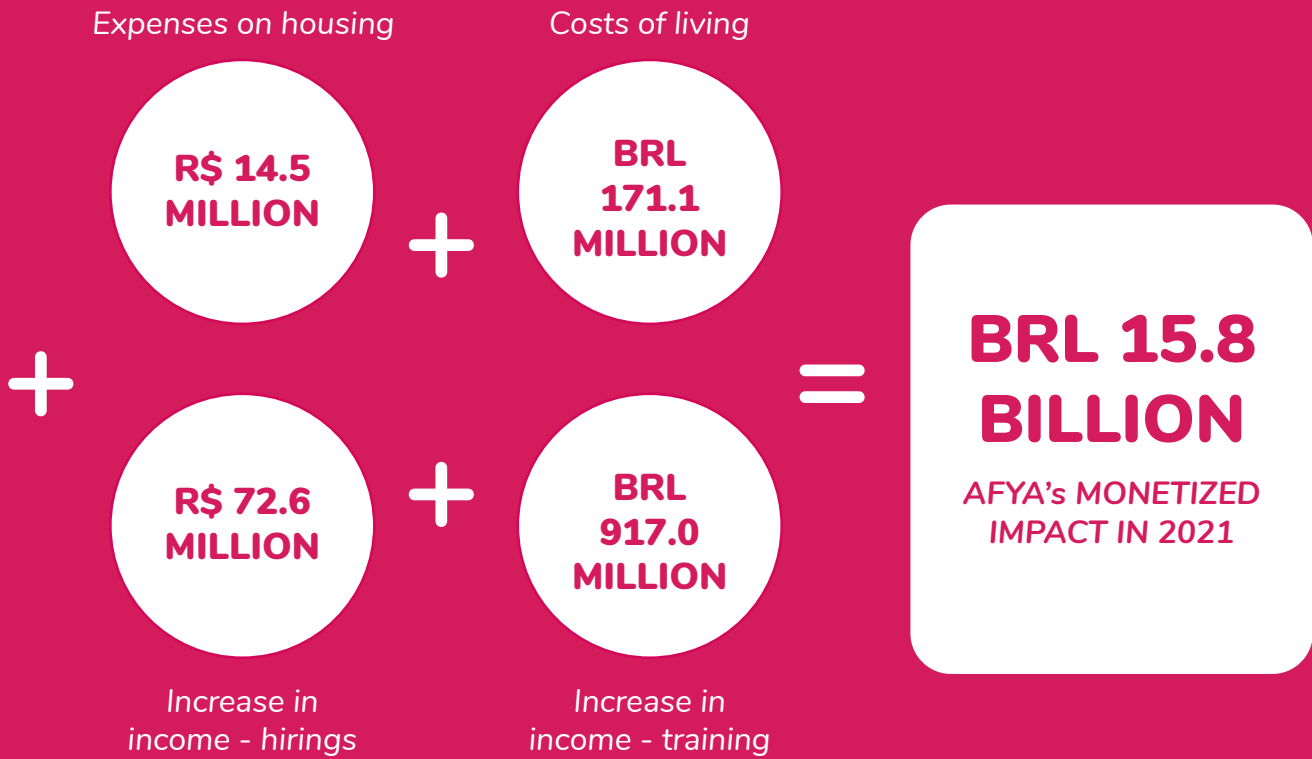 Expenses on housing
R$ 14.5
MILLION
+
Costs of living
BRL
171.1
MILLION
+
R$ 72.6
MILLION
Increase in
income - hirings
+
BRL
917.0
MILLION
Increase in
income - training
=
BRL 15.8
BILLION
AFYA's MONETIZED
IMPACT IN 2021